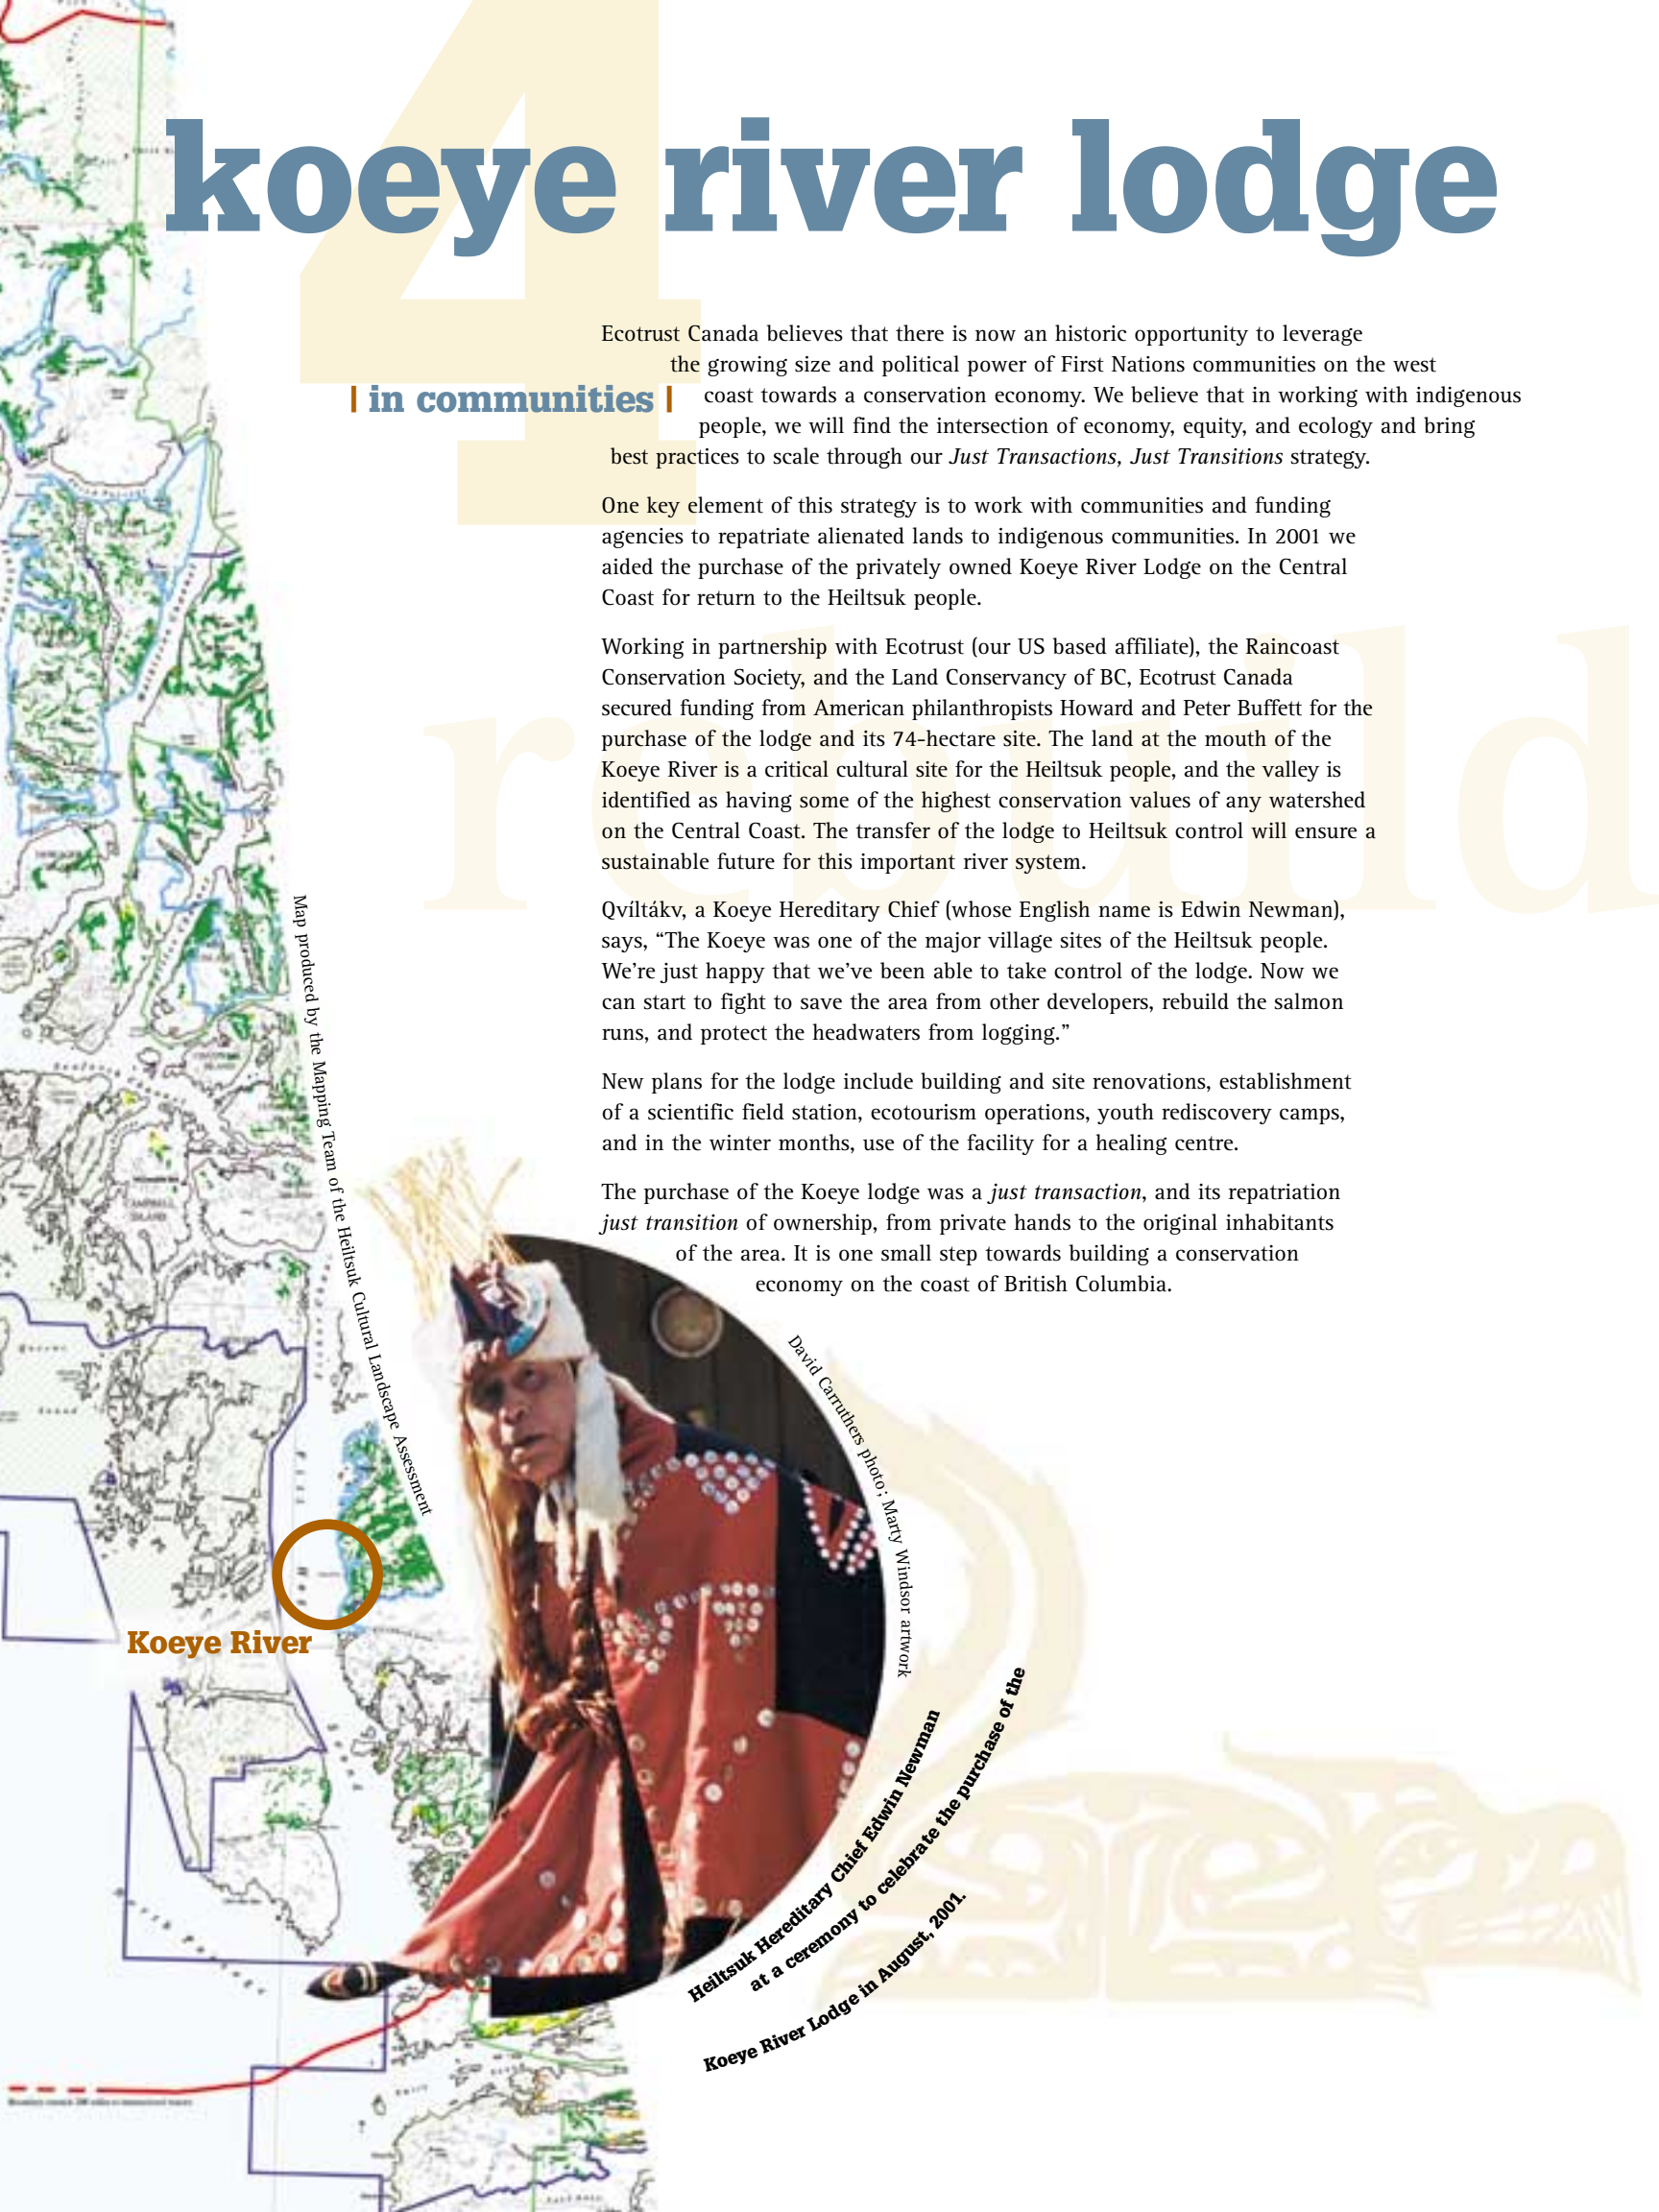 4
koeye river lodge
| in communities |
Ecotrust Canada believes that there is now an historic opportunity to leverage
the growing size and political power of First Nations communities on the west
coast towards a conservation economy. We believe that in working with indigenous
people, we will find the intersection of economy, equity, and ecology and bring
best practices to scale through our Just Transactions, Just Transitions strategy.
One key element of this strategy is to work with communities and funding
agencies to repatriate alienated lands to indigenous communities. In 2001 we
aided the purchase of the privately owned Koeye River Lodge on the Central
Coast for return to the Heiltsuk people.
rebuild
Working in partnership with Ecotrust (our US based affiliate), the Raincoast
Conservation Society, and the Land Conservancy of BC, Ecotrust Canada
secured funding from American philanthropists Howard and Peter Buffett for the
purchase of the lodge and its 74-hectare site. The land at the mouth of the
Koeye River is a critical cultural site for the Heiltsuk people, and the valley is
identified as having some of the highest conservation values of any watershed
on the Central Coast. The transfer of the lodge to Heiltsuk control will ensure a
sustainable future for this important river system.
Qvíltákv, a Koeye Hereditary Chief (whose English name is Edwin Newman),
says, “The Koeye was one of the major village sites of the Heiltsuk people.
We’re just happy that we’ve been able to take control of the lodge. Now we
can start to fight to save the area from other developers, rebuild the salmon
runs, and protect the headwaters from logging.”
New plans for the lodge include building and site renovations, establishment
of a scientific field station, ecotourism operations, youth rediscovery camps,
and in the winter months, use of the facility for a healing centre.
The purchase of the Koeye lodge was a just transaction, and its repatriation
just transition of ownership, from private hands to the original inhabitants
of the area. It is one small step towards building a conservation
economy on the coast of British Columbia.
Map produced by the Mapping Team of the Heiltsuk Cultural Landscape Assessment
David Carruthers photo; Marty Windsor artwork
Koeye River
Heiltsuk Hereditary Chief Edwin Newman
at a ceremony to celebrate the purchase of the
Koeye River Lodge in August, 2001.